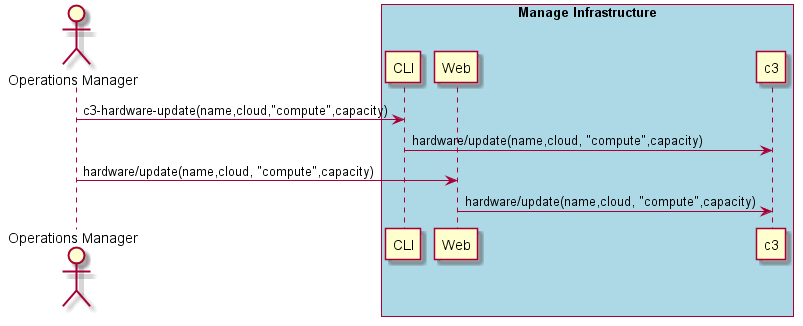 Manage Infrastructure
Operations Manager
CLI
Web
c3
c3-hardware-update(name,cloud,"compute",capacity)
hardware/update(name,cloud, "compute",capacity)
hardware/update(name,cloud, "compute",capacity)
hardware/update(name,cloud, "compute",capacity)
Operations Manager
CLI
Web
c3